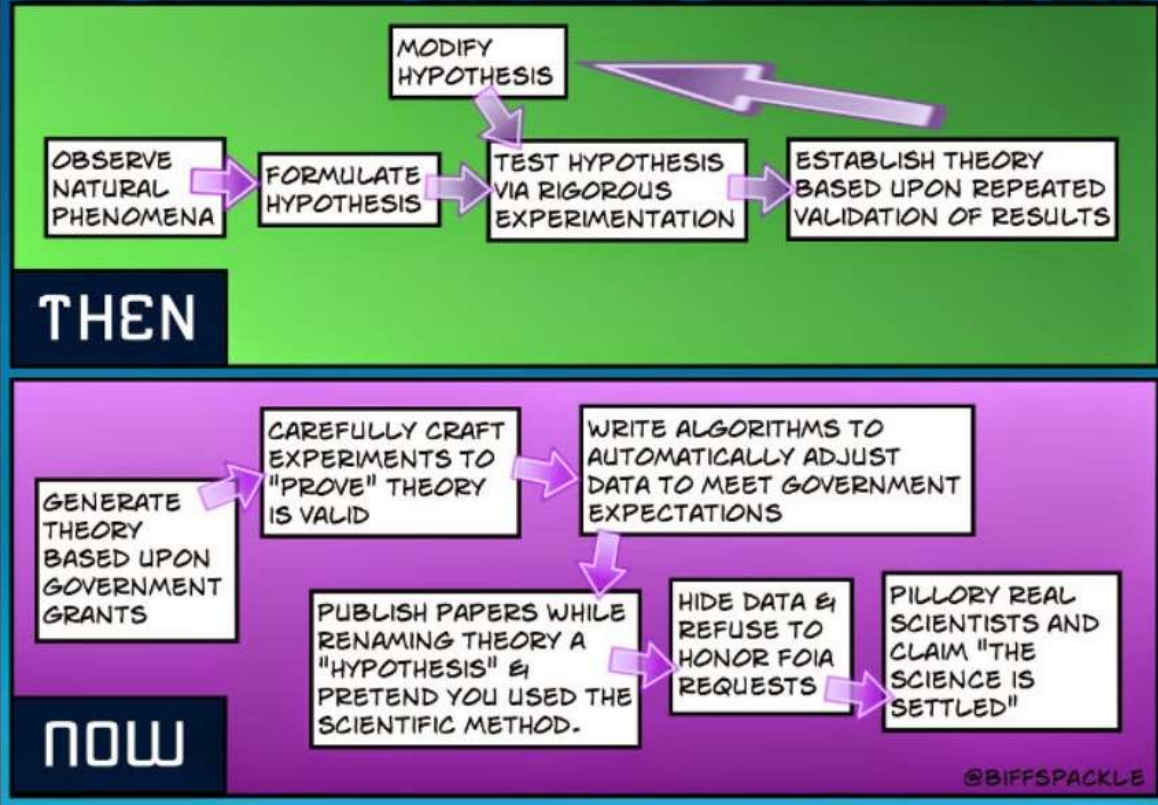 MODIFY
HYPOTHESIS
OBSERVE
NATURAL
PHENOMENA
FORMULATE
HYPOTHESIS
TEST HYPOTHESIS
VIA RIGOROUS
EXPERIMENTATION
ESTABLISH THEORY
BASED UPON REPEATED
VALIDATION OF RESULTS
THEN
GENERATE
THEORY
BASED UPON
GOVERNMENT
GRANTS
CAREFULLY CRAFT
EXPERIMENTS TO
"PROVE" THEORY
IS VALID
WRITE ALGORITHMS TO
AUTOMATICALLY ADJUST
DATA TO MEET GOVERNMENT
EXPECTATIONS
PUBLISH PAPERS WHILE
RENAMING THEORY A
"HYPOTHESIS" &
PRETEND YOU USED THE
SCIENTIFIC METHOD.
HIDE DATA &
REFUSE TO
HONOR FOIA
REQUESTS
PILLORY REAL
SCIENTISTS AND
CLAIM "THE
SCIENCE IS
SETTLED"
NOW
@BIFFSPACKLE